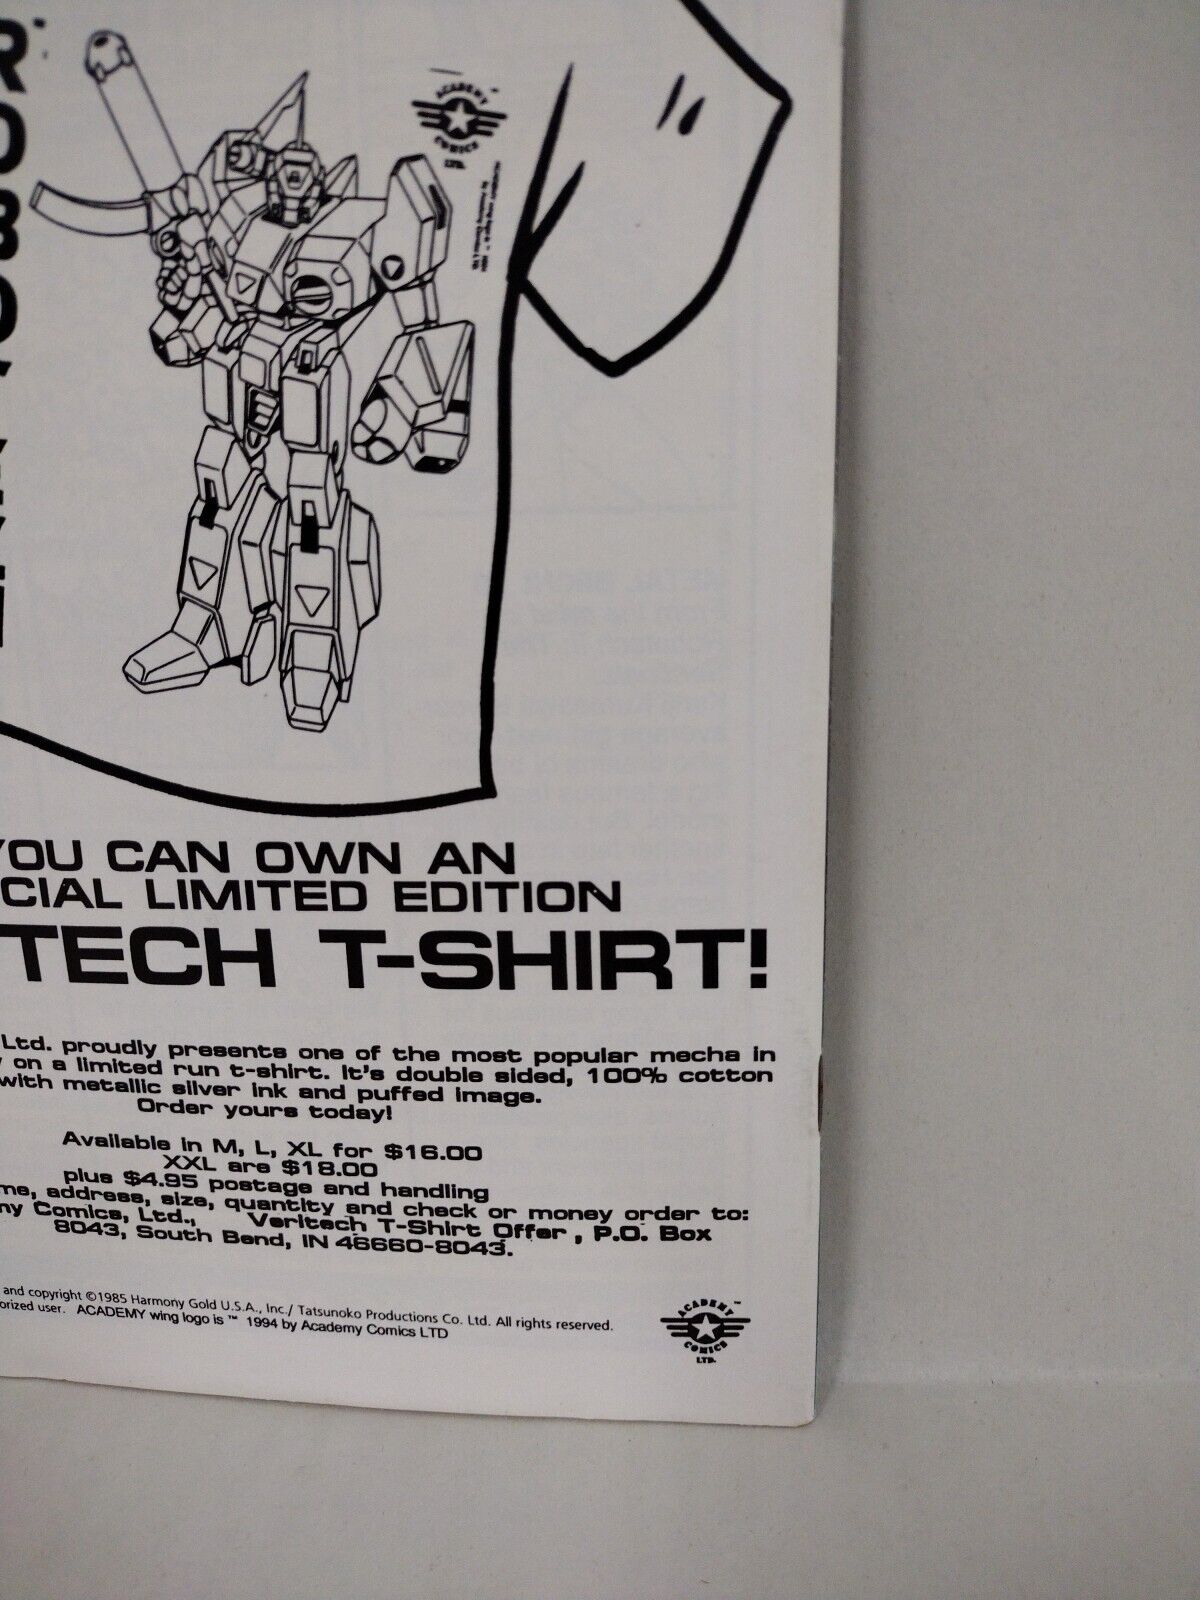 ACADEMY
COMICS
LTD.
YOU CAN OWN AN
CIAL LIMITED EDITION
TECH T-SHIRT!
Ltd. proudly presents one of the most popular mecha in
on a limited run t-shirt. It's double sided, 100% cotton
with metallic silver ink and puffed image.
Order yours today!
Available in M, L, XL for $16.00
XXL are $18.00
plus $4.95 postage and handling
me, address, size, quantity and check or money order to:
ny Comics, Ltd., Veritech T-Shirt Offer, P.O. Box
8043, South Bend, IN 46660-8043.
and copyright ©1985 Harmony Gold U.S.A., Inc./ Tatsunoko Productions Co. Ltd. All rights reserved.
orized user. ACADEMY wing logo is ™ 1994 by Academy Comics LTD
ACADEMY™
COMICS
LTD.